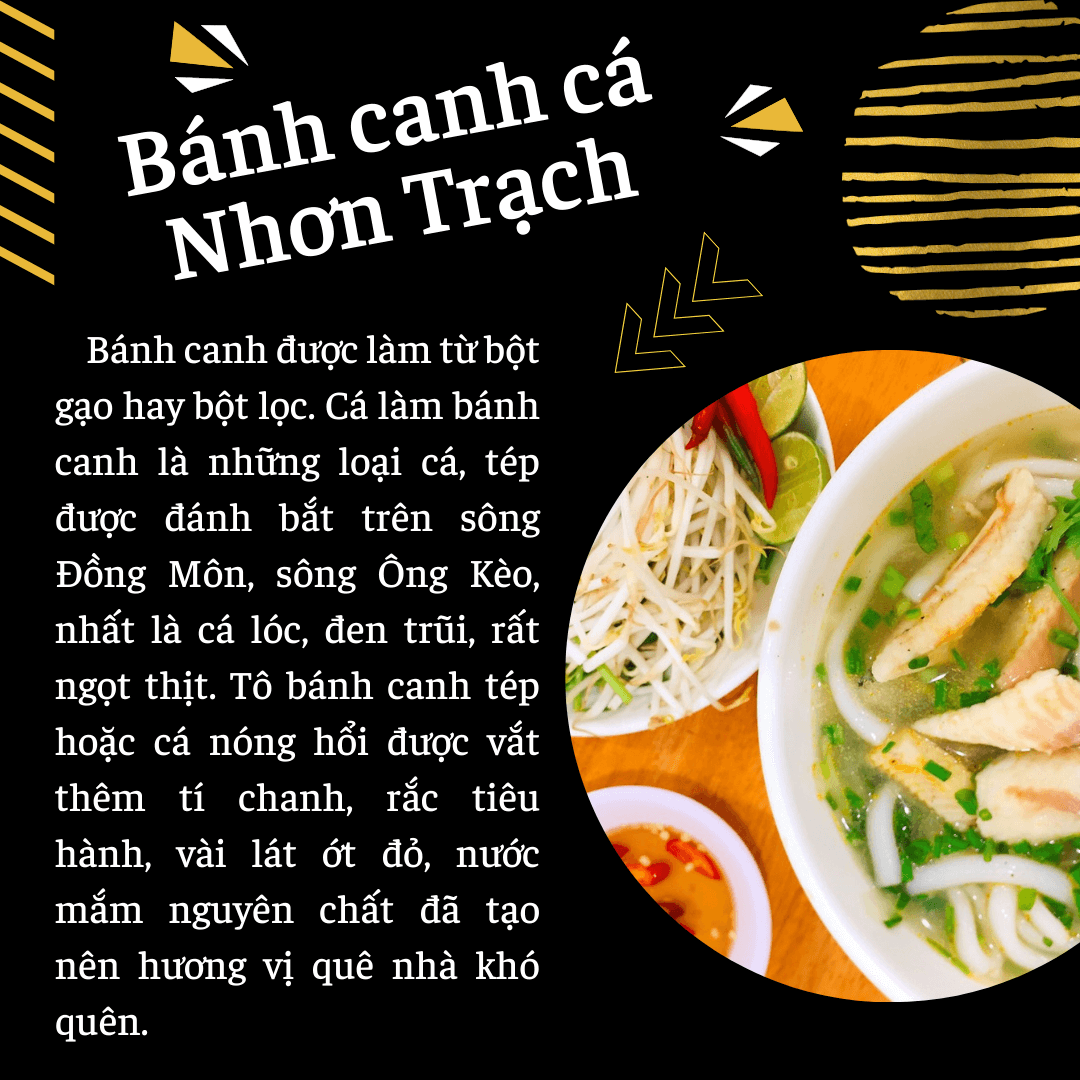 Bánh canh cá
Nhơn Trạch
Bánh canh được làm từ bột
gạo hay bột lọc. Cá làm bánh
canh là những loại cá, tép
được đánh bắt trên sông
Đồng Môn, sông Ông Kèo,
nhất là cá lóc, đen trũi, rất
ngọt thịt. Tô bánh canh tép
hoặc cá nóng hổi được vắt
thêm tí chanh, rắc tiêu
hành, vài lát ớt đỏ, nước
mắm nguyên chất đã tạo
nên hương vị quê nhà khó
quên.